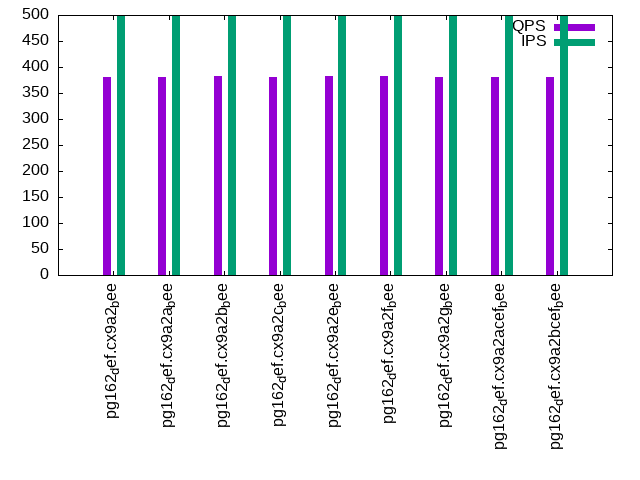 500
450
400
350
300
250
200
150
100
50
0
QPS
IPS
pg162def.cx9a2bee
pg162def.cx9a2abee
pg162def.cx9a2bbee
pg162def.cx9a2cbee
pg162def.cx9a2ebee
pg162def.cx9a2fbee
pg162def.cx9a2gbee
pg162def.cx9a2acefbee
pg162def.cx9a2bcefbee